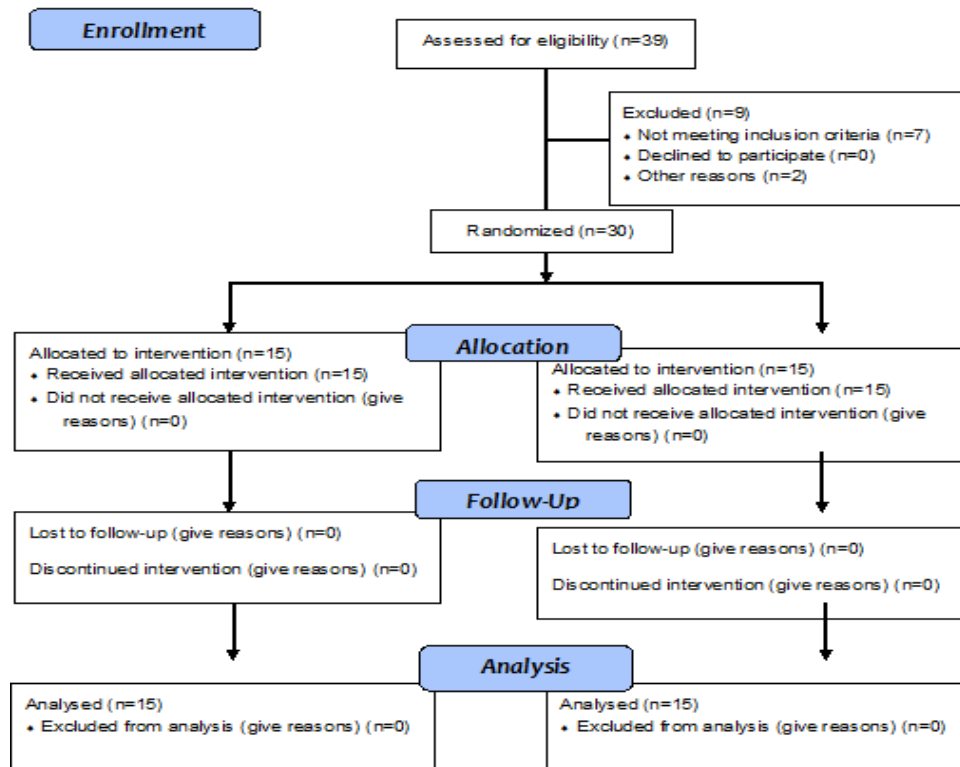 Enrollment
Assessed for eligibility (n=39)
Excluded (n=9)
• Not meeting inclusion criteria (n=7)
• Declined to participate (n=0)
• Other reasons (n=2)
Randomized (n=30)
Allocation
Allocated to intervention (n=15)
• Received allocated intervention (n=15)
• Did not receive allocated intervention (give
reasons) (n=0)
Allocated to intervention (n=15)
• Received allocated intervention (n=15)
• Did not receive allocated intervention (give
reasons) (n=0)
Follow-Up
Lost to follow-up (give reasons) (n=0)
Discontinued intervention (give reasons) (n=0)
Lost to follow-up (give reasons) (n=0)
Discontinued intervention (give reasons) (n=0)
Analysis
Analysed (n=15)
• Excluded from analysis (give reasons) (n=0)
Analysed (n=15)
• Excluded from analysis (give reasons) (n=0)